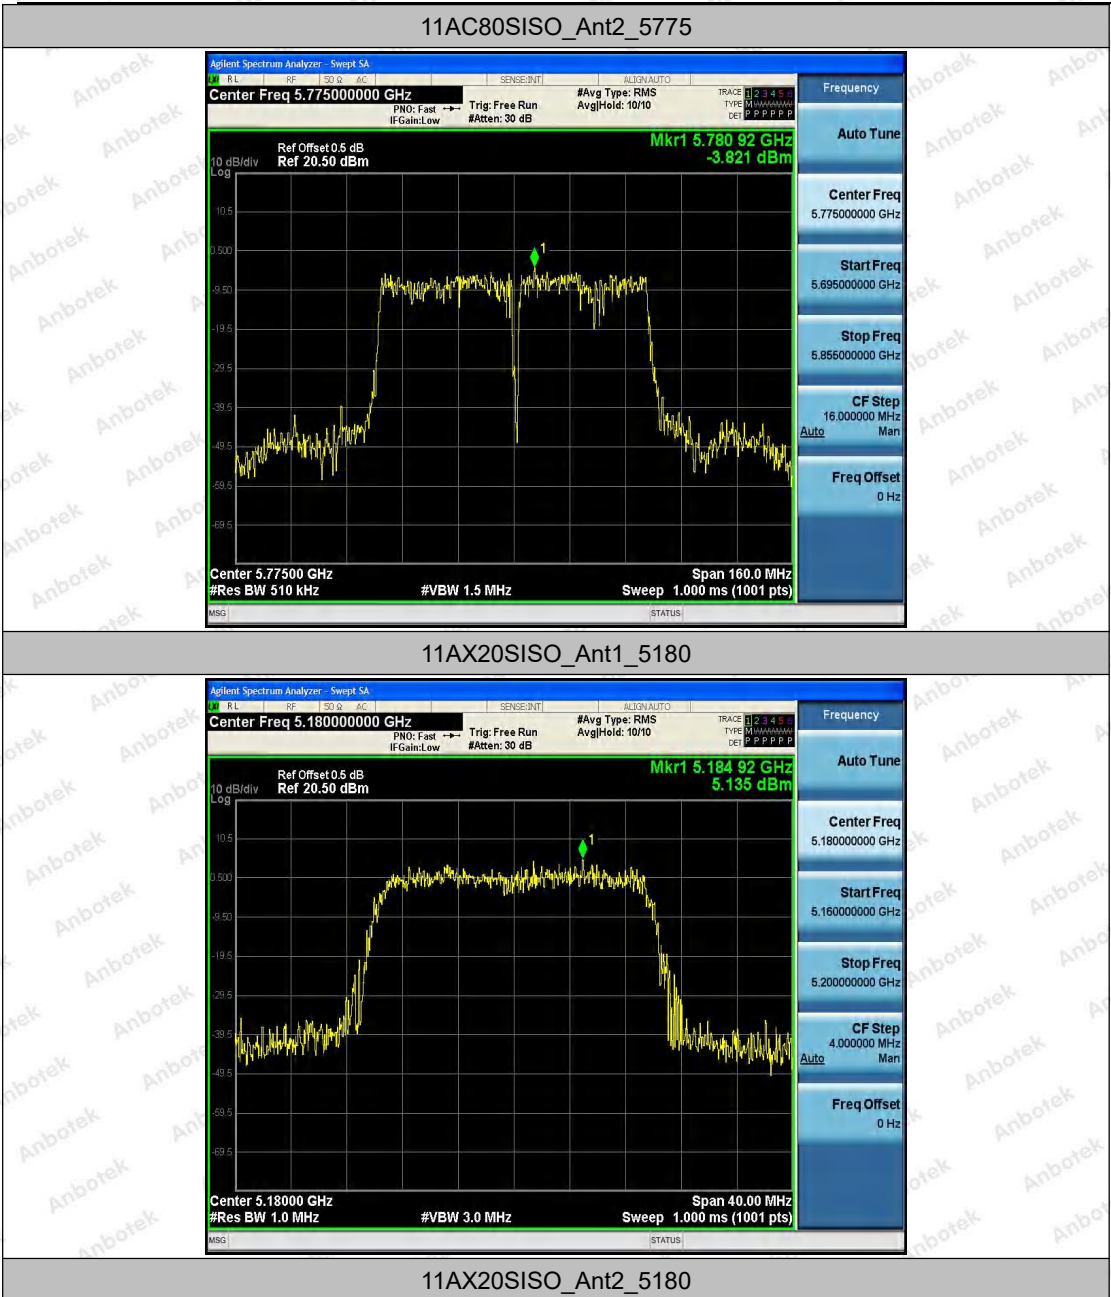 11AC80SISO_Ant2_5775
Agilent Spectrum Analyzer - Swept SA
RL RF 50 Ω AC SENSE:INT ALIGNAUTO
Center Freq 5.775000000 GHz
PNO: Fast
IFGain:Low
Trig: Free Run
#Atten: 30 dB
#Avg Type: RMS
Avg|Hold: 10/10
TRACE 1 2 3 4 5 6
TYPE M
DET P P P P P P
Ref Offset 0.5 dB
10 dB/div Ref 20.50 dBm
Log
Mkr1 5.780 92 GHz
-3.821 dBm
1
10.5
0.500
-9.50
-19.5
-29.5
-39.5
-49.5
-59.5
-69.5
Center 5.77500 GHz Span 160.0 MHz
#Res BW 510 kHz #VBW 1.5 MHz Sweep 1.000 ms (1001 pts)
MSG STATUS
Frequency
Auto Tune
Center Freq
5.775000000 GHz
Start Freq
5.695000000 GHz
Stop Freq
5.855000000 GHz
CF Step
16.000000 MHz
Auto Man
Freq Offset
0 Hz
11AX20SISO_Ant1_5180
Agilent Spectrum Analyzer - Swept SA
RL RF 50 Ω AC SENSE:INT ALIGNAUTO
Center Freq 5.180000000 GHz
PNO: Fast
IFGain:Low
Trig: Free Run
#Atten: 30 dB
#Avg Type: RMS
Avg|Hold: 10/10
TRACE 1 2 3 4 5 6
TYPE M
DET P P P P P P
Ref Offset 0.5 dB
10 dB/div Ref 20.50 dBm
Log
Mkr1 5.184 92 GHz
5.135 dBm
1
10.5
0.500
-9.50
-19.5
-29.5
-39.5
-49.5
-59.5
-69.5
Center 5.18000 GHz Span 40.00 MHz
#Res BW 1.0 MHz #VBW 3.0 MHz Sweep 1.000 ms (1001 pts)
MSG STATUS
Frequency
Auto Tune
Center Freq
5.180000000 GHz
Start Freq
5.160000000 GHz
Stop Freq
5.200000000 GHz
CF Step
4.000000 MHz
Auto Man
Freq Offset
0 Hz
11AX20SISO_Ant2_5180
Anbotek